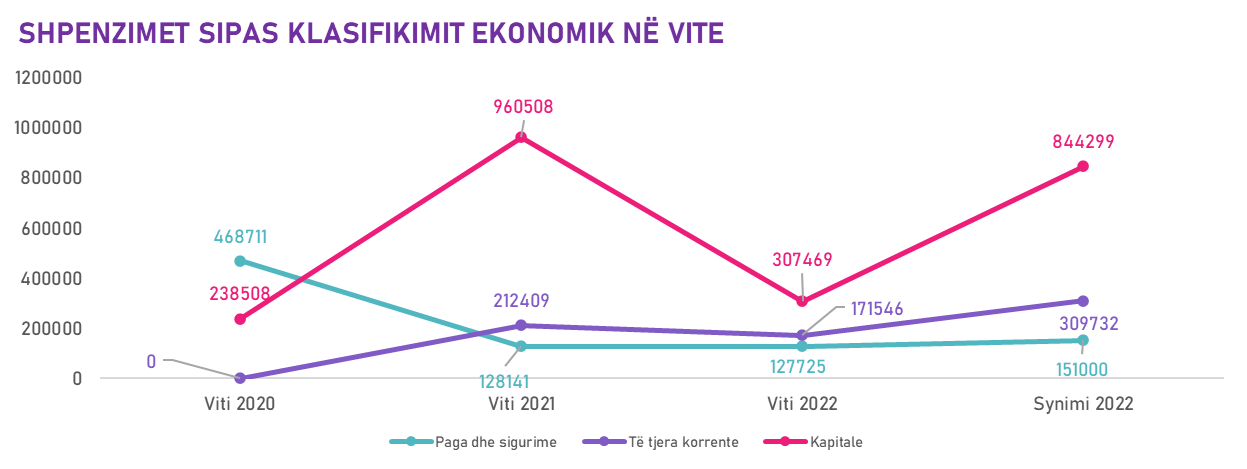 SHPENZIMET SIPAS KLASIFIKIMIT EKONOMIK NË VITE
1200000
1000000
800000
600000
400000
200000
0
960508
844299
468711
307469
238508
212409
171546
309732
0
128141
127725
151000
Viti 2020
Viti 2021
Viti 2022
Synimi 2022
Paga dhe sigurime
Të tjera korrente
Kapitale